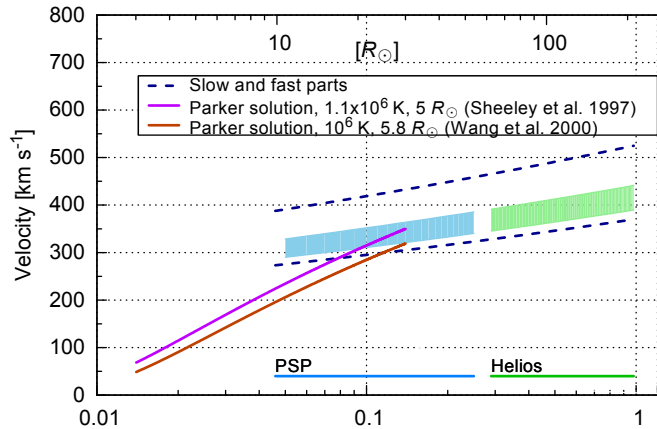 800
700
600
500
400
300
200
100
0
Velocity [km s⁻¹]
10
100
[R☉]
Slow and fast parts
Parker solution, 1.1x10⁶ K, 5 R☉ (Sheeley et al. 1997)
Parker solution, 10⁶ K, 5.8 R☉ (Wang et al. 2000)
PSP
Helios
0.01
0.1
1